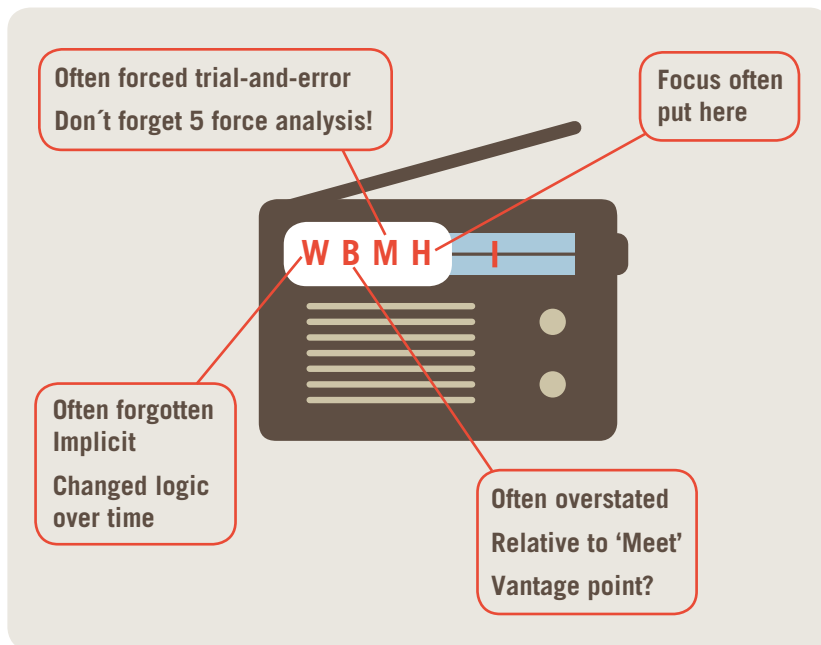 Often forced trial-and-error
Don´t forget 5 force analysis!
Focus often
put here
W B M H
Often forgotten
Implicit
Changed logic
over time
Often overstated
Relative to ‘Meet’
Vantage point?